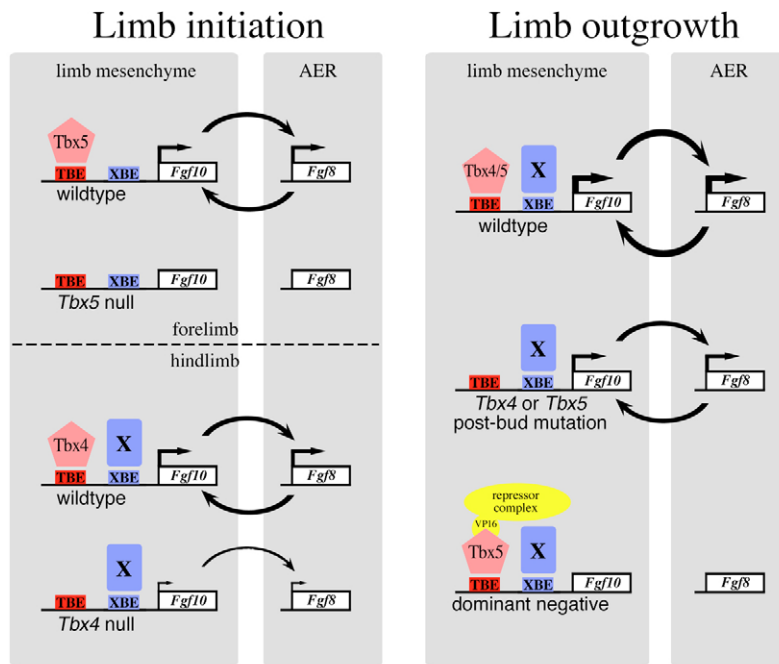 Limb initiation
limb mesenchyme
AER
Tbx5
TBE
XBE
Fgf10
Fgf8
wildtype
TBE
XBE
Fgf10
Fgf8
Tbx5 null
forelimb
hindlimb
Tbx4
X
TBE
XBE
Fgf10
Fgf8
wildtype
X
TBE
XBE
Fgf10
Fgf8
Tbx4 null
Limb outgrowth
limb mesenchyme
AER
Tbx4/5
X
TBE
XBE
Fgf10
Fgf8
wildtype
X
TBE
XBE
Fgf10
Fgf8
Tbx4 or Tbx5
post-bud mutation
repressor
complex
VP16
Tbx5
X
TBE
XBE
Fgf10
Fgf8
dominant negative